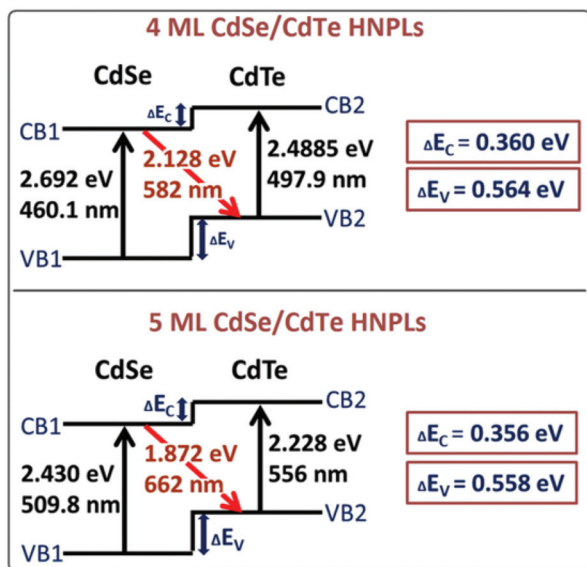 4 ML CdSe/CdTe HNPLs
CdSe CdTe
ΔEC CB2
CB1
2.128 eV
582 nm
2.692 eV
460.1 nm
2.4885 eV
497.9 nm
ΔEC = 0.360 eV
ΔEV = 0.564 eV
VB2
ΔEV
VB1
5 ML CdSe/CdTe HNPLs
CdSe CdTe
ΔEC CB2
CB1
1.872 eV
662 nm
2.430 eV
509.8 nm
2.228 eV
556 nm
ΔEC = 0.356 eV
ΔEV = 0.558 eV
VB2
ΔEV
VB1